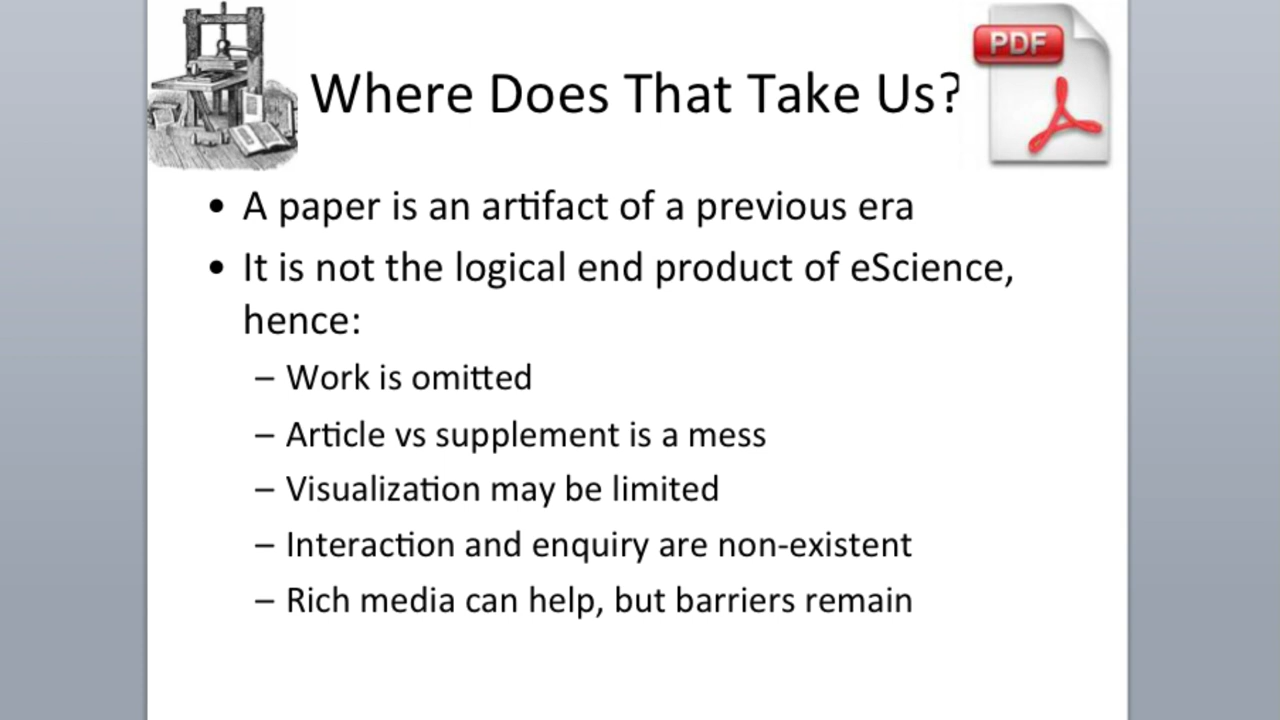 PDF
Where Does That Take Us?
• A paper is an artifact of a previous era
• It is not the logical end product of eScience,
hence:
– Work is omitted
– Article vs supplement is a mess
– Visualization may be limited
– Interaction and enquiry are non-existent
– Rich media can help, but barriers remain